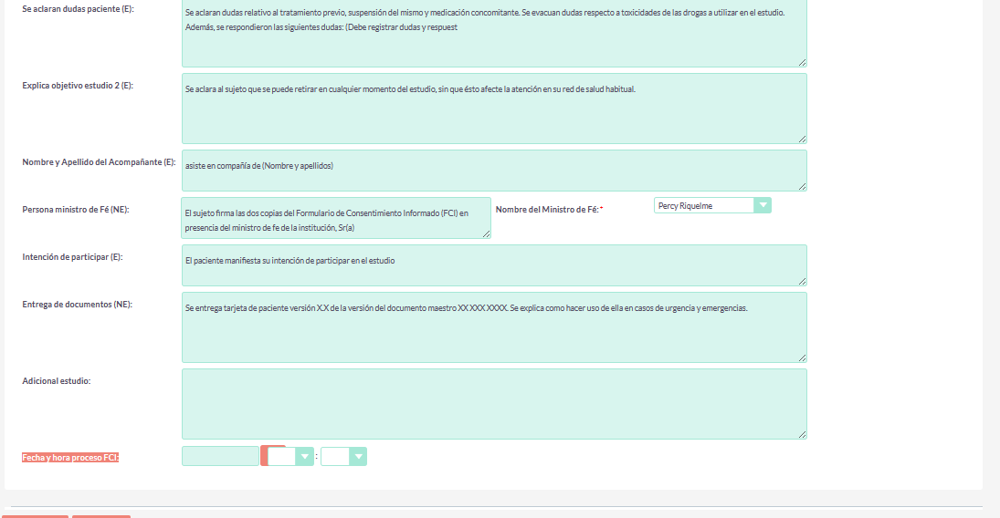 Se aclaran dudas paciente (E):
Se aclaran dudas relativo al tratamiento previo, suspensión del mismo y medicación concomitante. Se evacuan dudas respecto a toxicidades de las drogas a utilizar en el estudio.
Además, se respondieron las siguientes dudas: (Debe registrar dudas y respuest
Explica objetivo estudio 2 (E):
Se aclara al sujeto que se puede retirar en cualquier momento del estudio, sin que ésto afecte la atención en su red de salud habitual.
Nombre y Apellido del Acompañante (E):
asiste en compañía de (Nombre y apellidos)
Persona ministro de Fé (NE):
El sujeto firma las dos copias del Formulario de Consentimiento Informado (FCI) en
presencia del ministro de fe de la institución, Sr(a)
Nombre del Ministro de Fé:*
Percy Riquelme
Intención de participar (E):
El paciente manifiesta su intención de participar en el estudio
Entrega de documentos (NE):
Se entrega tarjeta de paciente versión X.X de la versión del documento maestro XX XXX XXXX. Se explica como hacer uso de ella en casos de urgencia y emergencias.
Adicional estudio:
Fecha y hora proceso FCI:
: